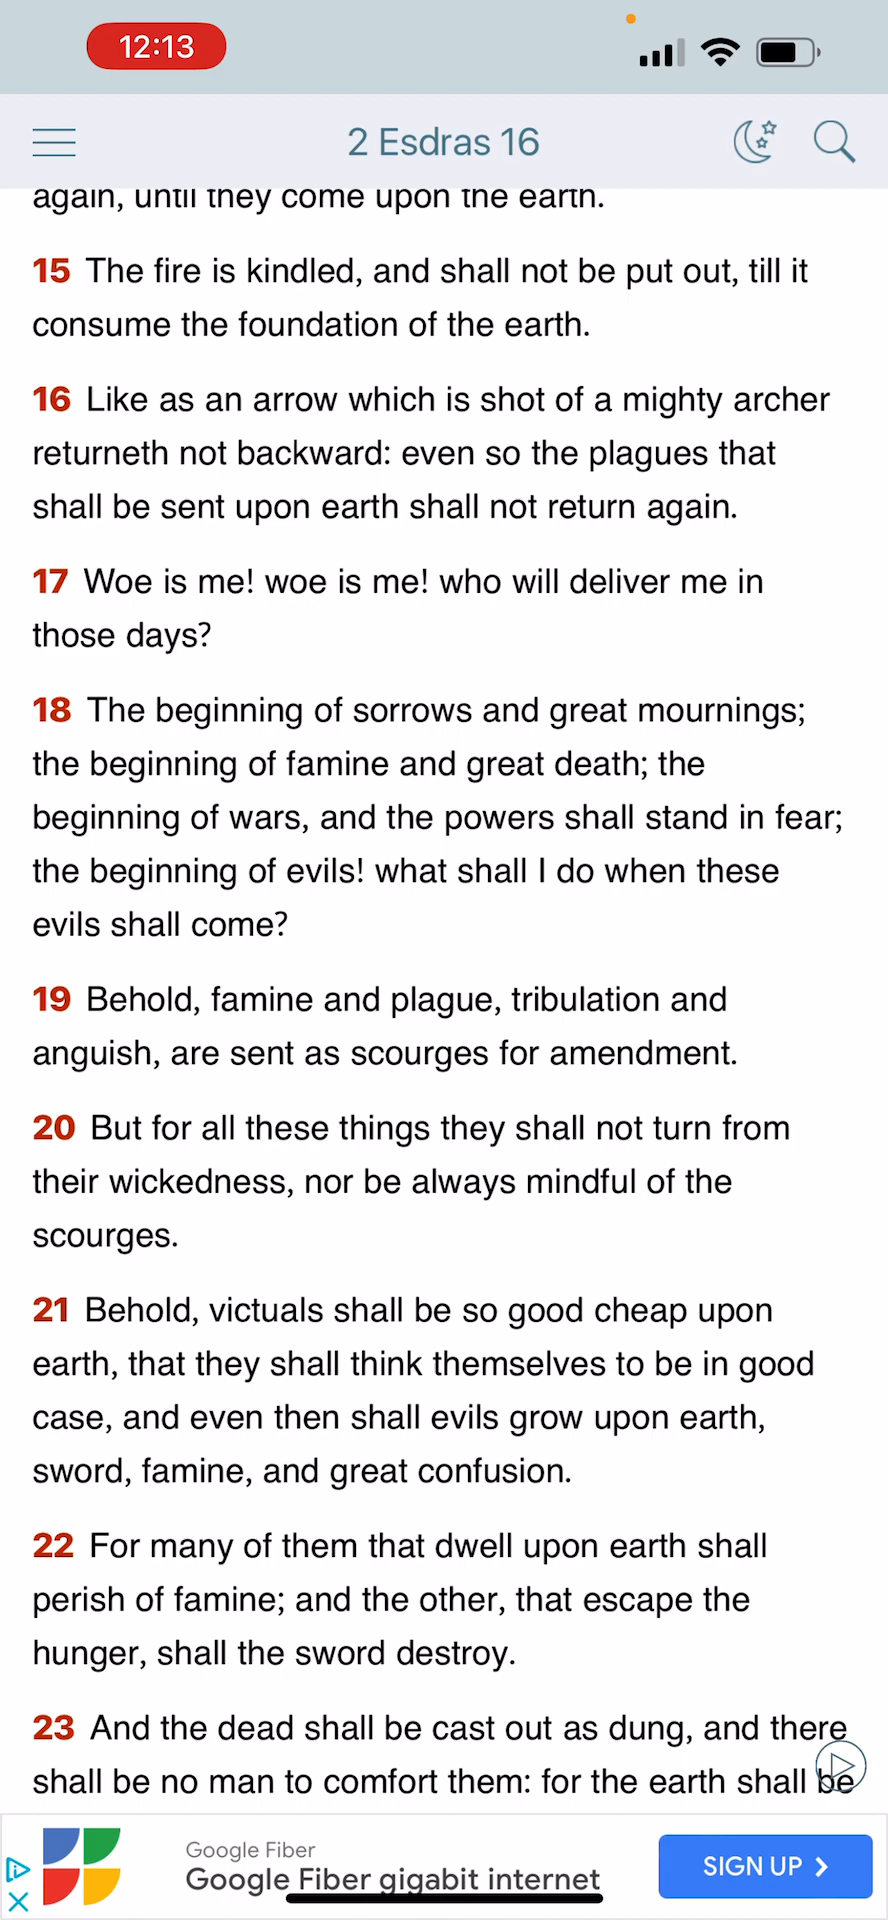 12:13
2 Esdras 16
again, until they come upon the earth.
15 The fire is kindled, and shall not be put out, till it
consume the foundation of the earth.
16 Like as an arrow which is shot of a mighty archer
returneth not backward: even so the plagues that
shall be sent upon earth shall not return again.
17 Woe is me! woe is me! who will deliver me in
those days?
18 The beginning of sorrows and great mournings;
the beginning of famine and great death; the
beginning of wars, and the powers shall stand in fear;
the beginning of evils! what shall I do when these
evils shall come?
19 Behold, famine and plague, tribulation and
anguish, are sent as scourges for amendment.
20 But for all these things they shall not turn from
their wickedness, nor be always mindful of the
scourges.
21 Behold, victuals shall be so good cheap upon
earth, that they shall think themselves to be in good
case, and even then shall evils grow upon earth,
sword, famine, and great confusion.
22 For many of them that dwell upon earth shall
perish of famine; and the other, that escape the
hunger, shall the sword destroy.
23 And the dead shall be cast out as dung, and there
shall be no man to comfort them: for the earth shall be
Google Fiber
Google Fiber gigabit internet
SIGN UP